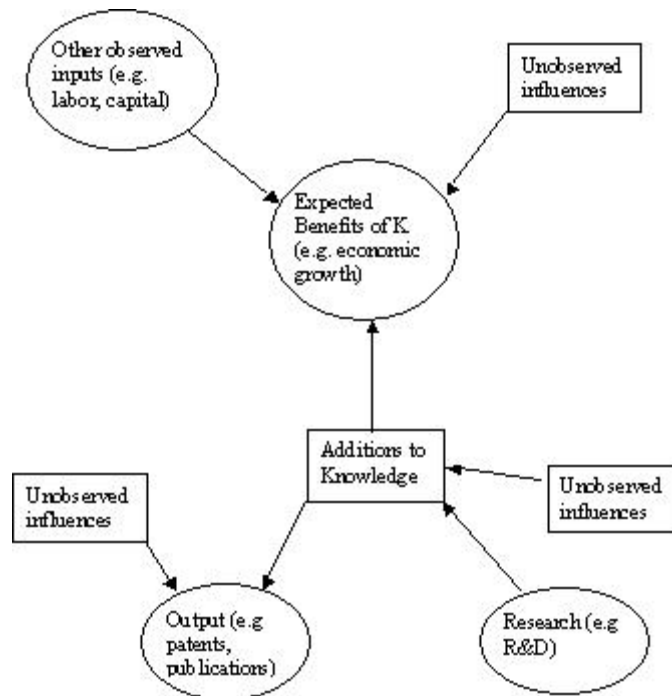 Other observed
inputs (e.g.
labor, capital)
Unobserved
influences
Expected
Benefits of K
(e.g. economic
growth)
Additions to
Knowledge
Unobserved
influences
Unobserved
influences
Output (e.g
patents,
publications)
Research (e.g
R&D)